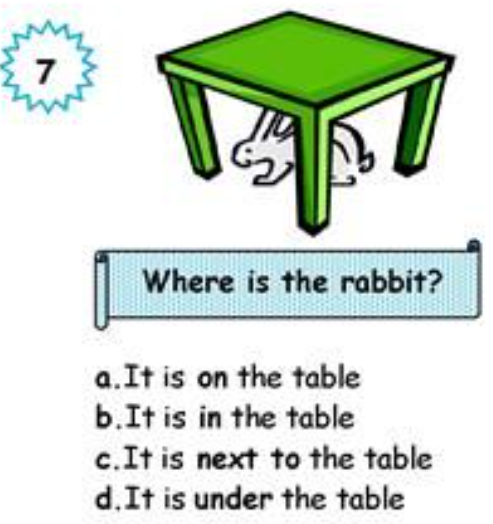 7
Where is the rabbit?
a.It is on the table
b.It is in the table
c.It is next to the table
d.It is under the table